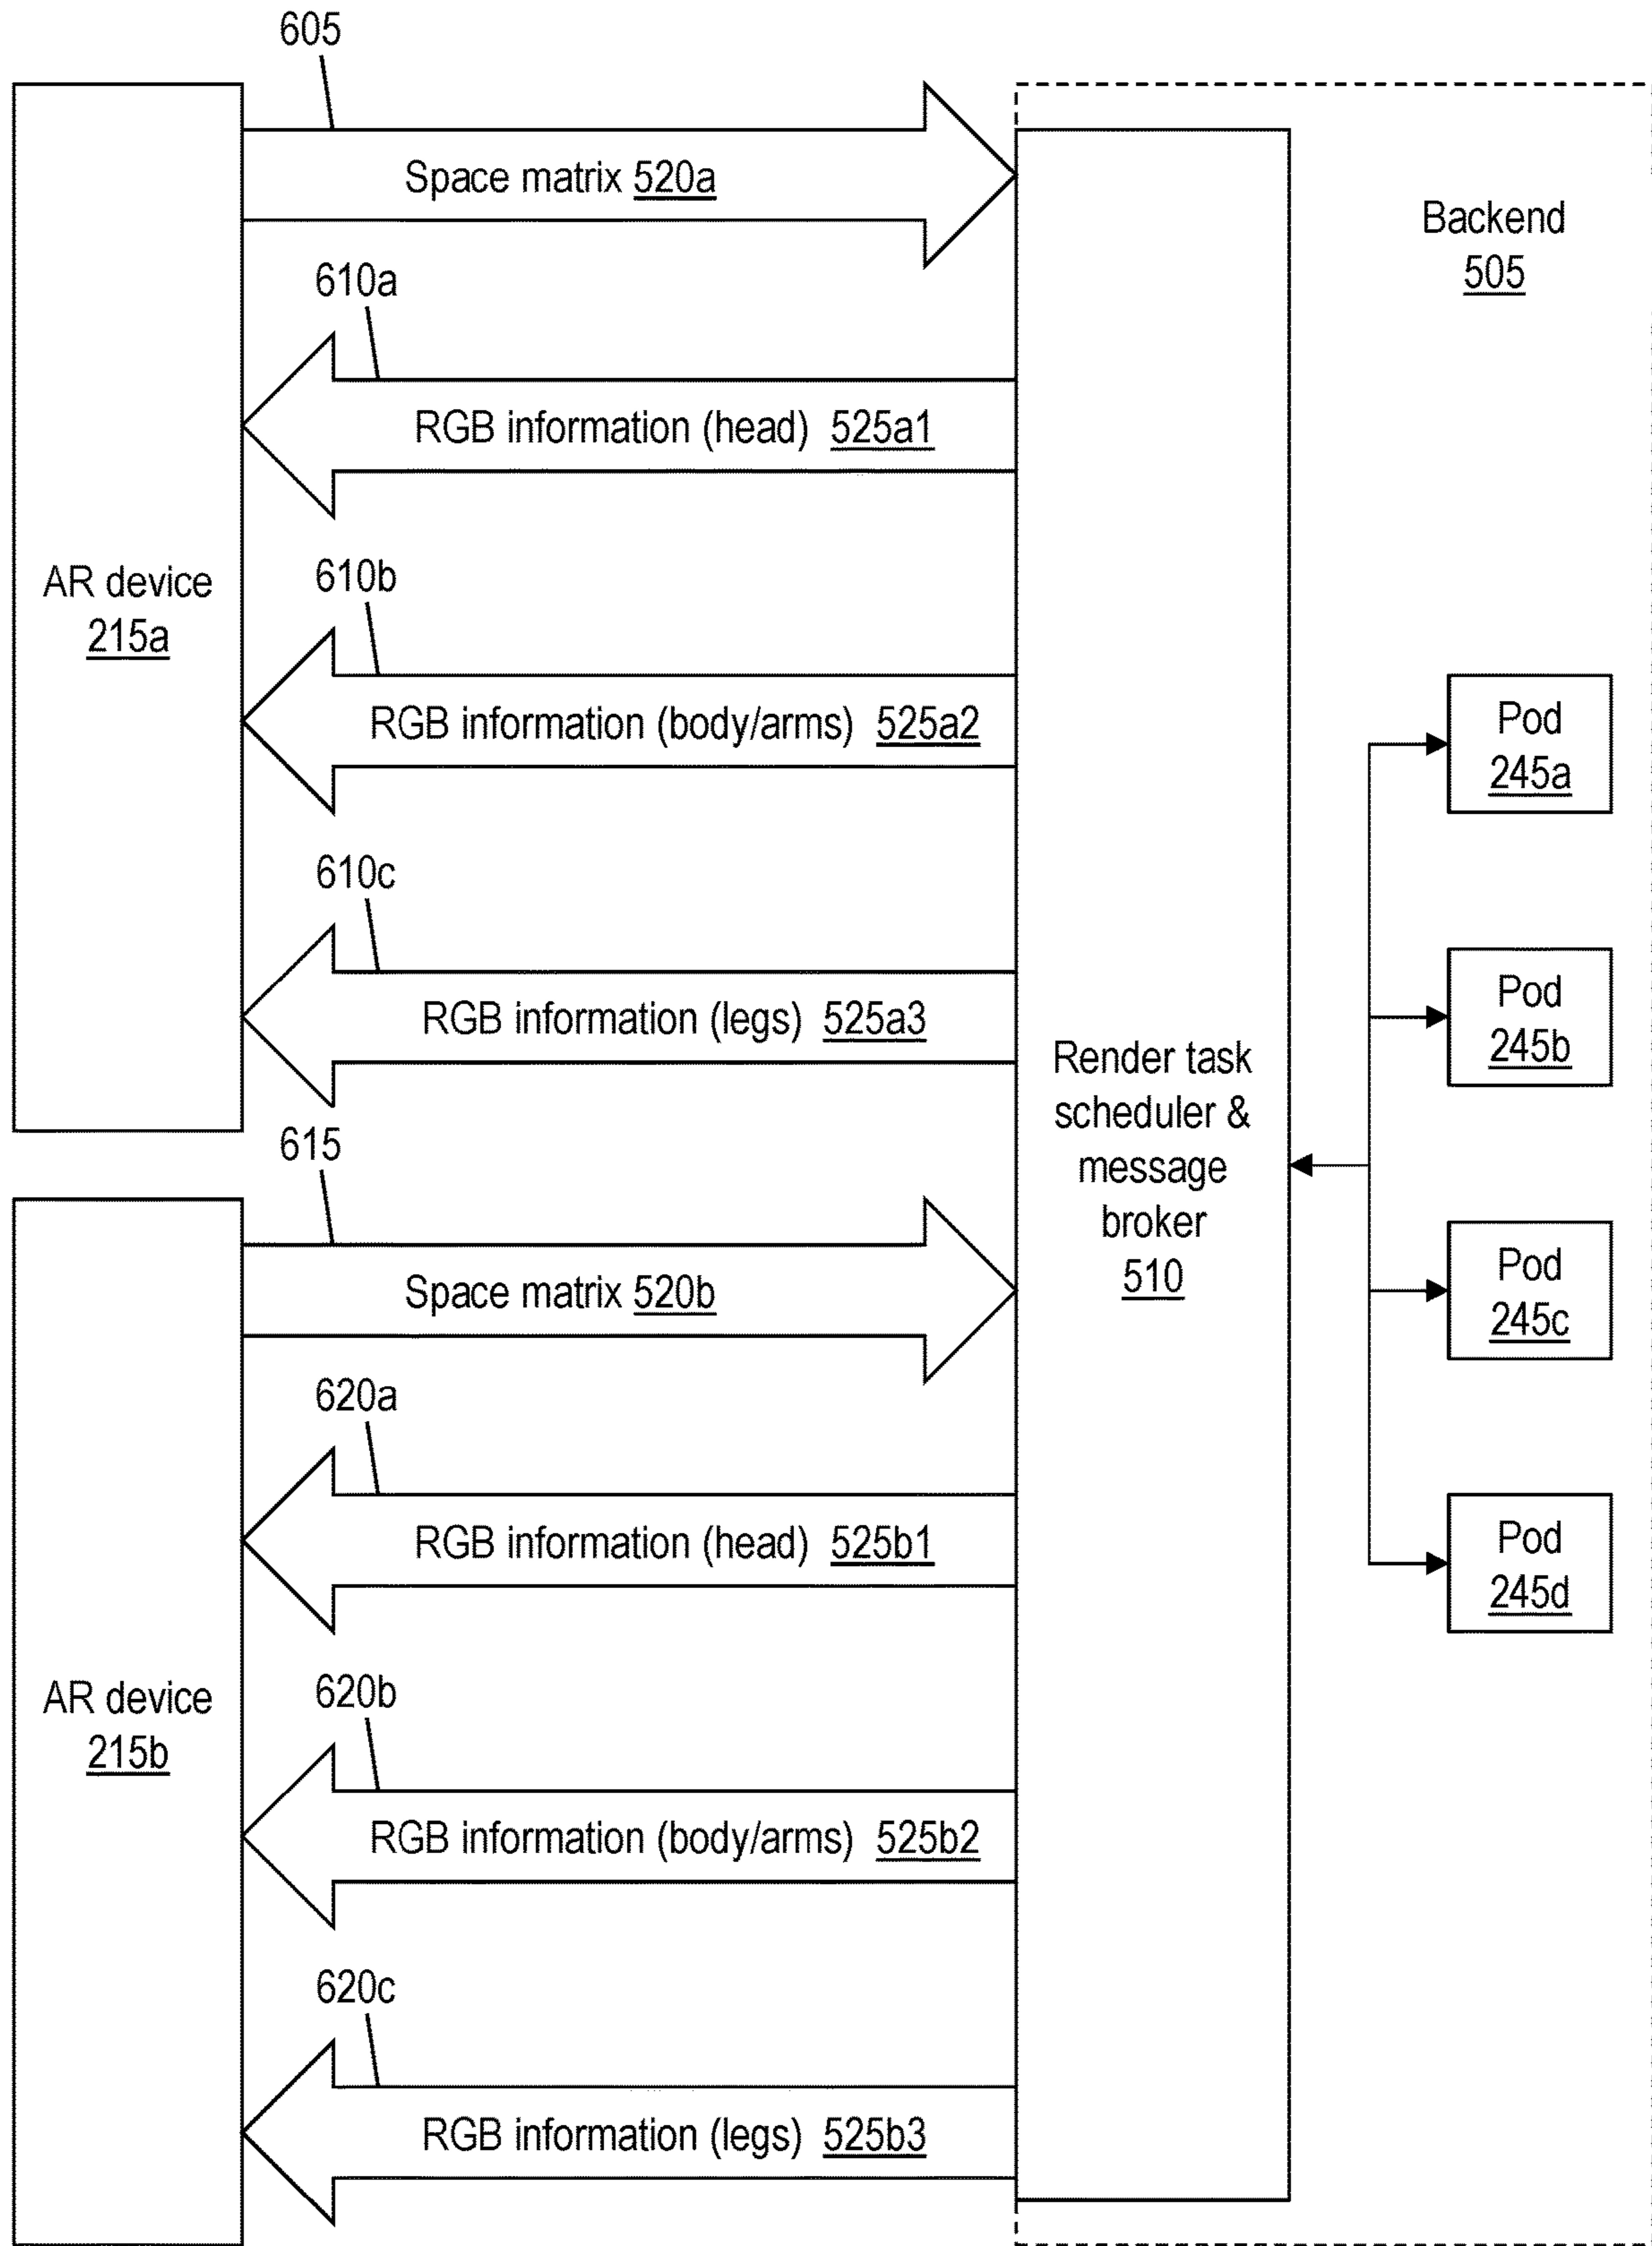 605
Space matrix 520a
Backend
505
610a
RGB information (head) 525a1
610b
AR device
215a
RGB information (body/arms) 525a2
Pod
245a
610c
RGB information (legs) 525a3
Pod
245b
Render task
scheduler &
message
broker
510
615
Space matrix 520b
Pod
245c
620a
RGB information (head) 525b1
Pod
245d
620b
AR device
215b
RGB information (body/arms) 525b2
620c
RGB information (legs) 525b3